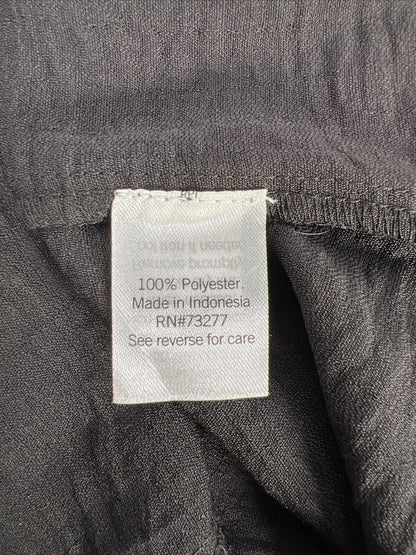 100% Polyester.
Made in Indonesia
RN#73277
See reverse for care